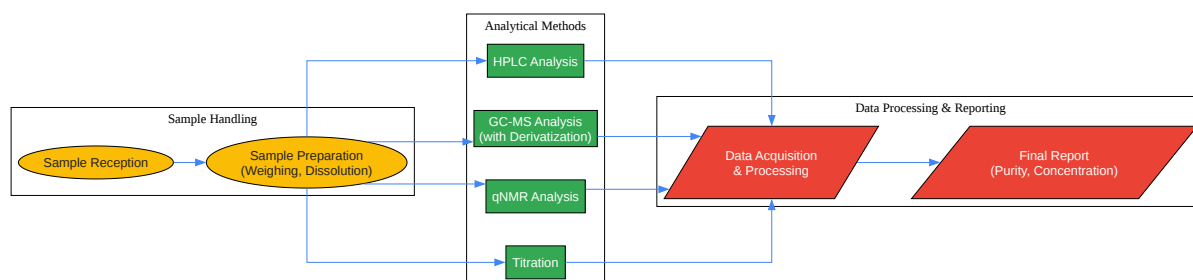 Sample Handling
Sample Reception
Sample Preparation
(Weighing, Dissolution)
Analytical Methods
HPLC Analysis
GC-MS Analysis
(with Derivatization)
qNMR Analysis
Titration
Data Processing & Reporting
Data Acquisition
& Processing
Final Report
(Purity, Concentration)